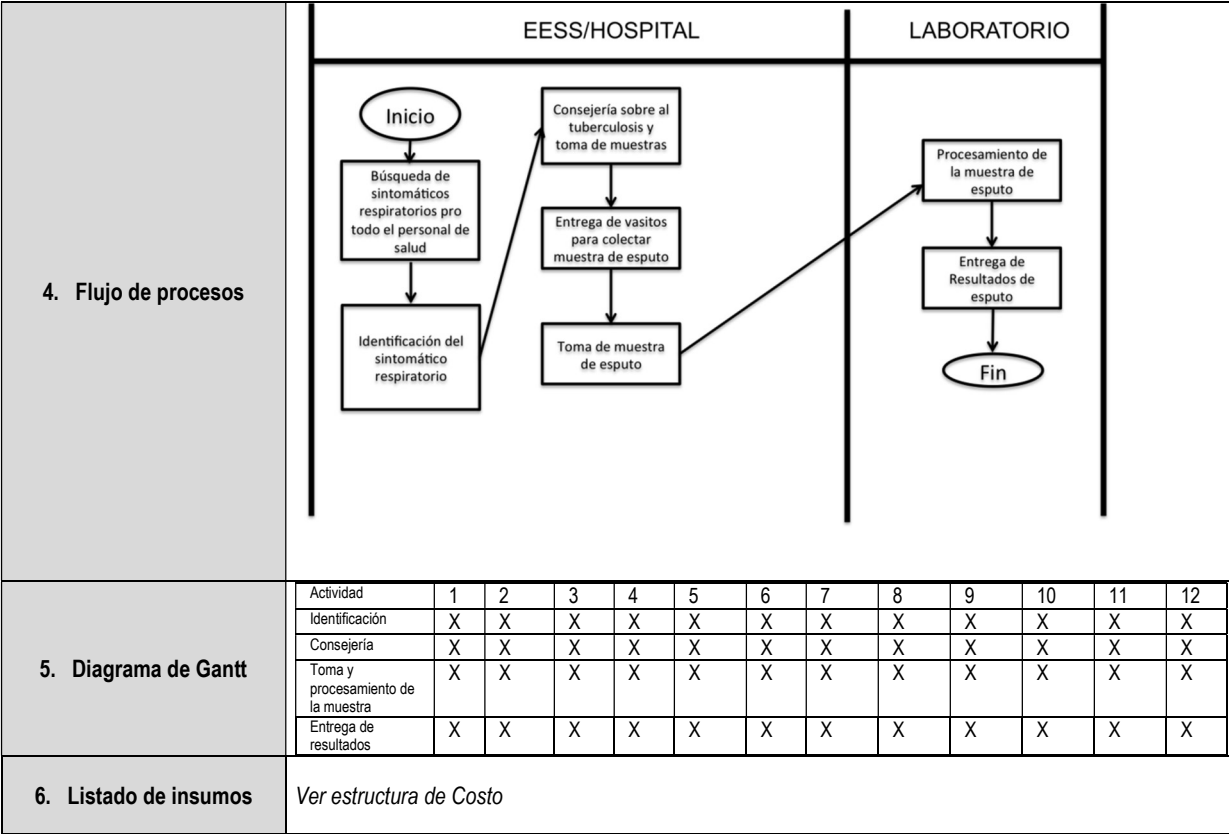 4. Flujo de procesos
EESS/HOSPITAL
LABORATORIO
Inicio
Búsqueda de
sintomáticos
respiratorios pro
todo el personal de
salud
Identificación del
sintomático
respiratorio
Consejería sobre al
tuberculosis y
toma de muestras
Entrega de vasitos
para colectar
muestra de esputo
Toma de muestra
de esputo
Procesamiento de
la muestra de
esputo
Entrega de
Resultados de
esputo
Fin
5. Diagrama de Gantt
Actividad 1 2 3 4 5 6 7 8 9 10 11 12
Identificación X X X X X X X X X X X X
Consejería X X X X X X X X X X X X
Toma y X X X X X X X X X X X X
procesamiento de
la muestra
Entrega de X X X X X X X X X X X X
resultados
6. Listado de insumos
Ver estructura de Costo